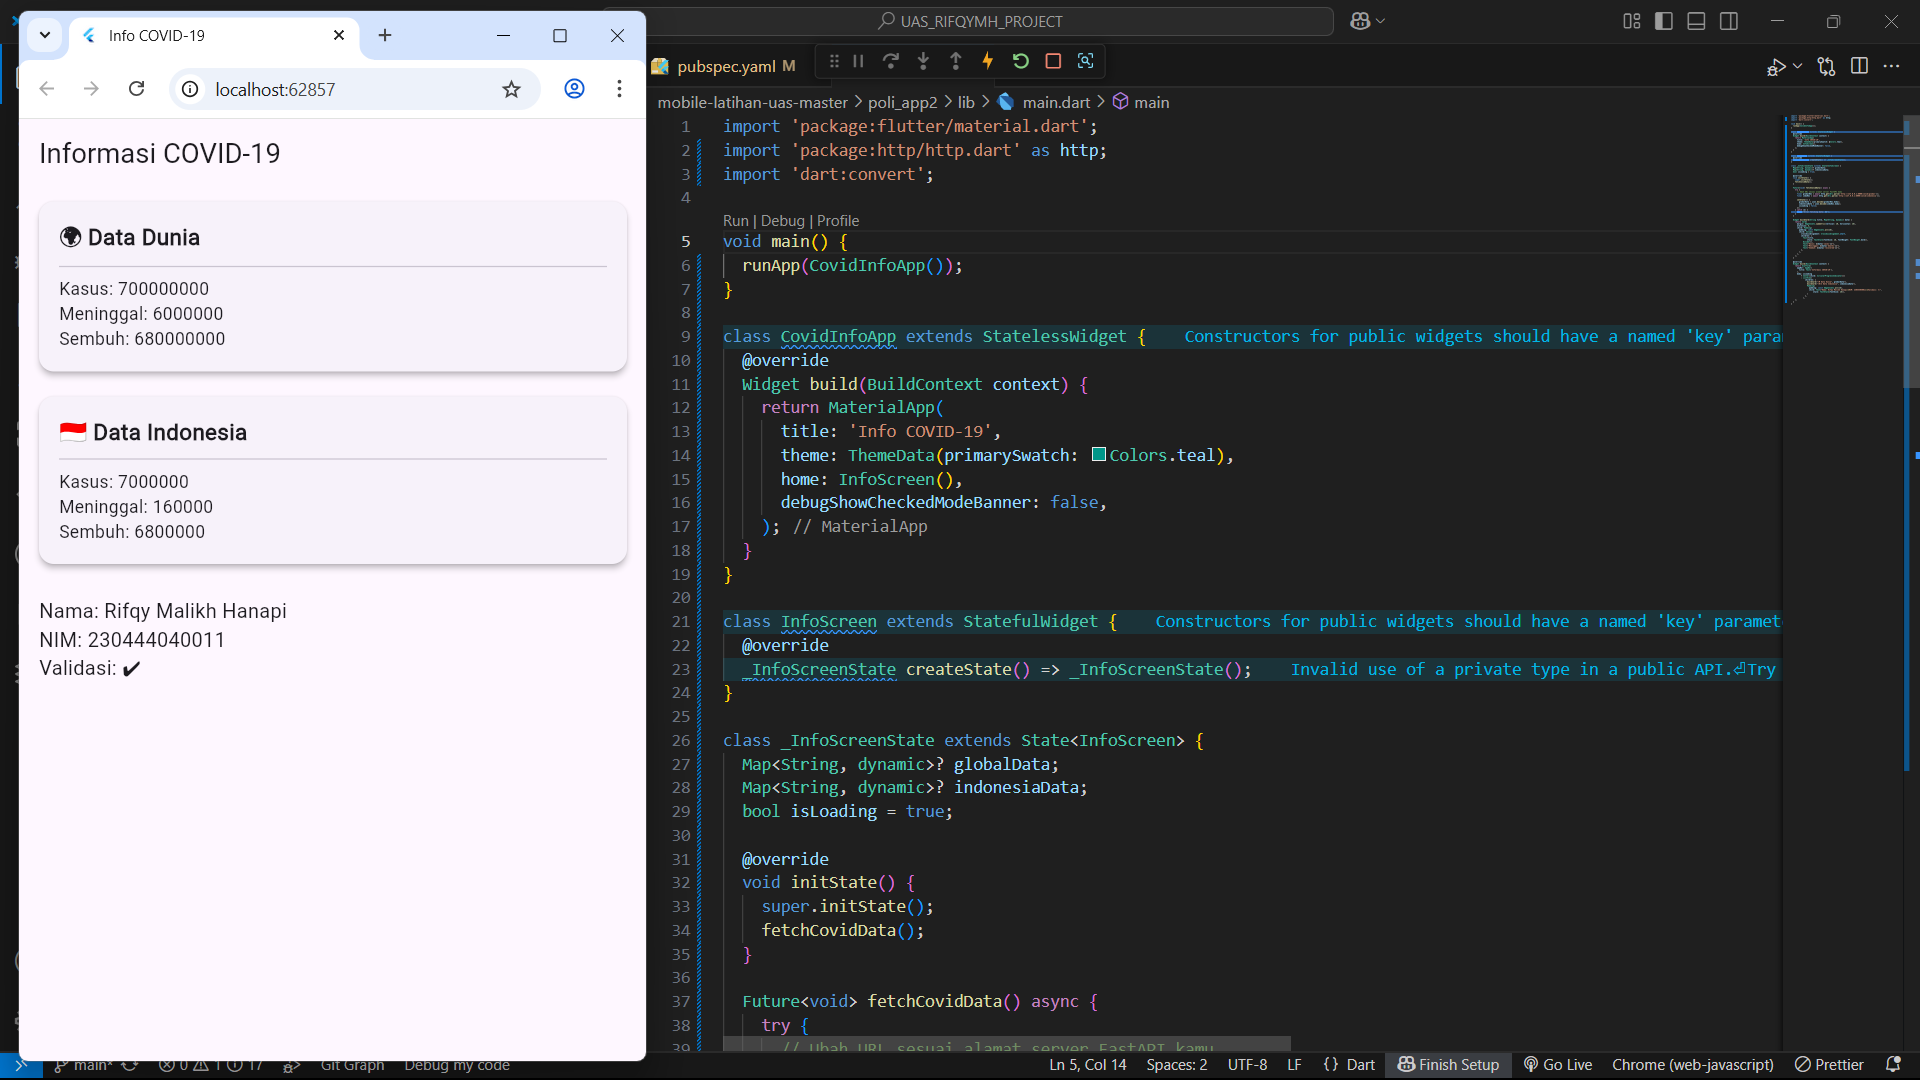 Info COVID-19
localhost:62857
Informasi COVID-19
Data Dunia
Kasus: 700000000
Meninggal: 6000000
Sembuh: 680000000
Data Indonesia
Kasus: 7000000
Meninggal: 160000
Sembuh: 6800000
Nama: Rifqy Malikh Hanapi
NIM: 230444040011
Validasi: ✔
UAS_RIFQYMH_PROJECT
pubspec.yaml M
mobile-latihan-uas-master > poli_app2 > lib > main.dart > main
1 import 'package:flutter/material.dart';
2 import 'package:http/http.dart' as http;
3 import 'dart:convert';
4
Run | Debug | Profile
5 void main() {
6 runApp(CovidInfoApp());
7 }
8
9 class CovidInfoApp extends StatelessWidget { Constructors for public widgets should have a named 'key' para
10 @override
11 Widget build(BuildContext context) {
12 return MaterialApp(
13 title: 'Info COVID-19',
14 theme: ThemeData(primarySwatch: Colors.teal),
15 home: InfoScreen(),
16 debugShowCheckedModeBanner: false,
17 ); // MaterialApp
18 }
19 }
20
21 class InfoScreen extends StatefulWidget { Constructors for public widgets should have a named 'key' paramet
22 @override
23 _InfoScreenState createState() => _InfoScreenState(); Invalid use of a private type in a public API.⏎Try
24 }
25
26 class _InfoScreenState extends State<InfoScreen> {
27 Map<String, dynamic>? globalData;
28 Map<String, dynamic>? indonesiaData;
29 bool isLoading = true;
30
31 @override
32 void initState() {
33 super.initState();
34 fetchCovidData();
35 }
36
37 Future<void> fetchCovidData() async {
38 try {
39 // Ubah URL sesuai alamat server FastAPI kamu
main* 0 1 17 Git Graph Debug my code Ln 5, Col 14 Spaces: 2 UTF-8 LF {} Dart Finish Setup Go Live Chrome (web-javascript) Prettier